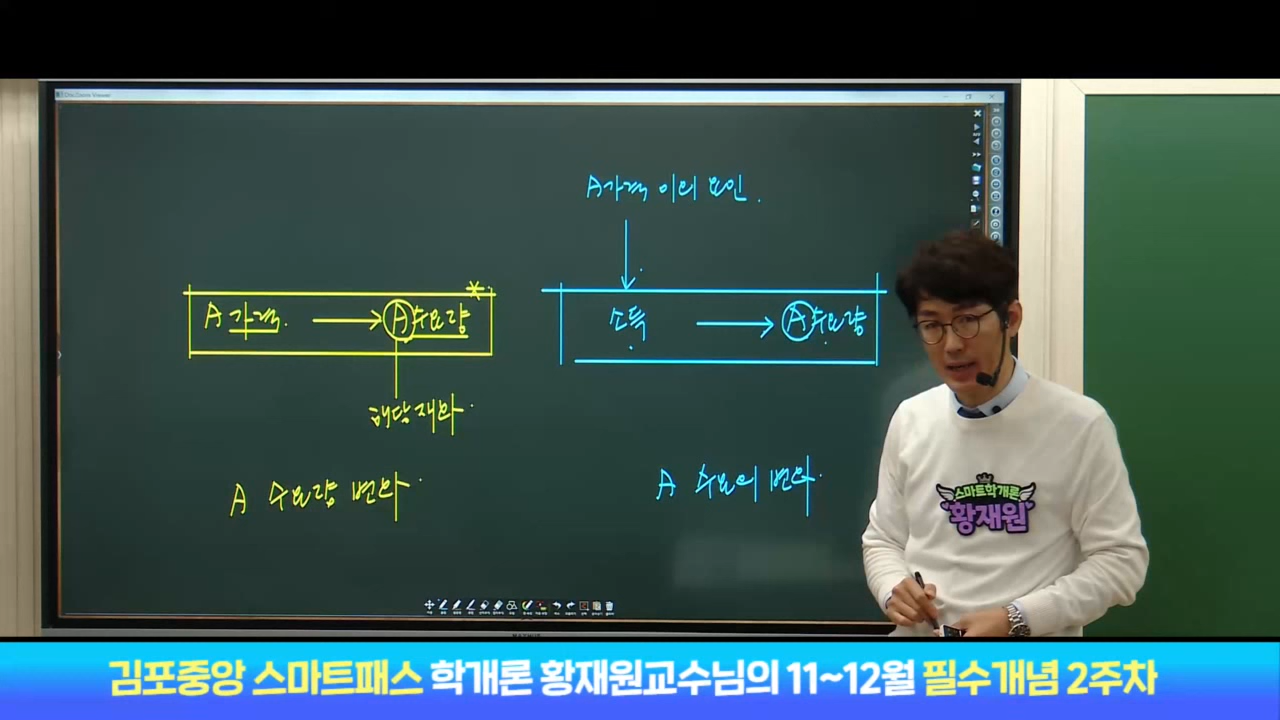 A가격 이외 요인.
A 가격. → A수요량 *
소득 → A수요량
해당재화
A 수요량 변화
A 수요의 변화
스마트학개론
황재원
김포중앙 스마트패스 학개론 황재원교수님의 11~12월 필수개념 2주차